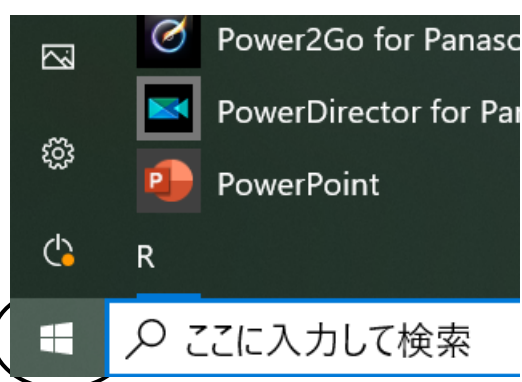 Power2Go for Panaso
PowerDirector for Pa
P PowerPoint
R
ここに入力して検索